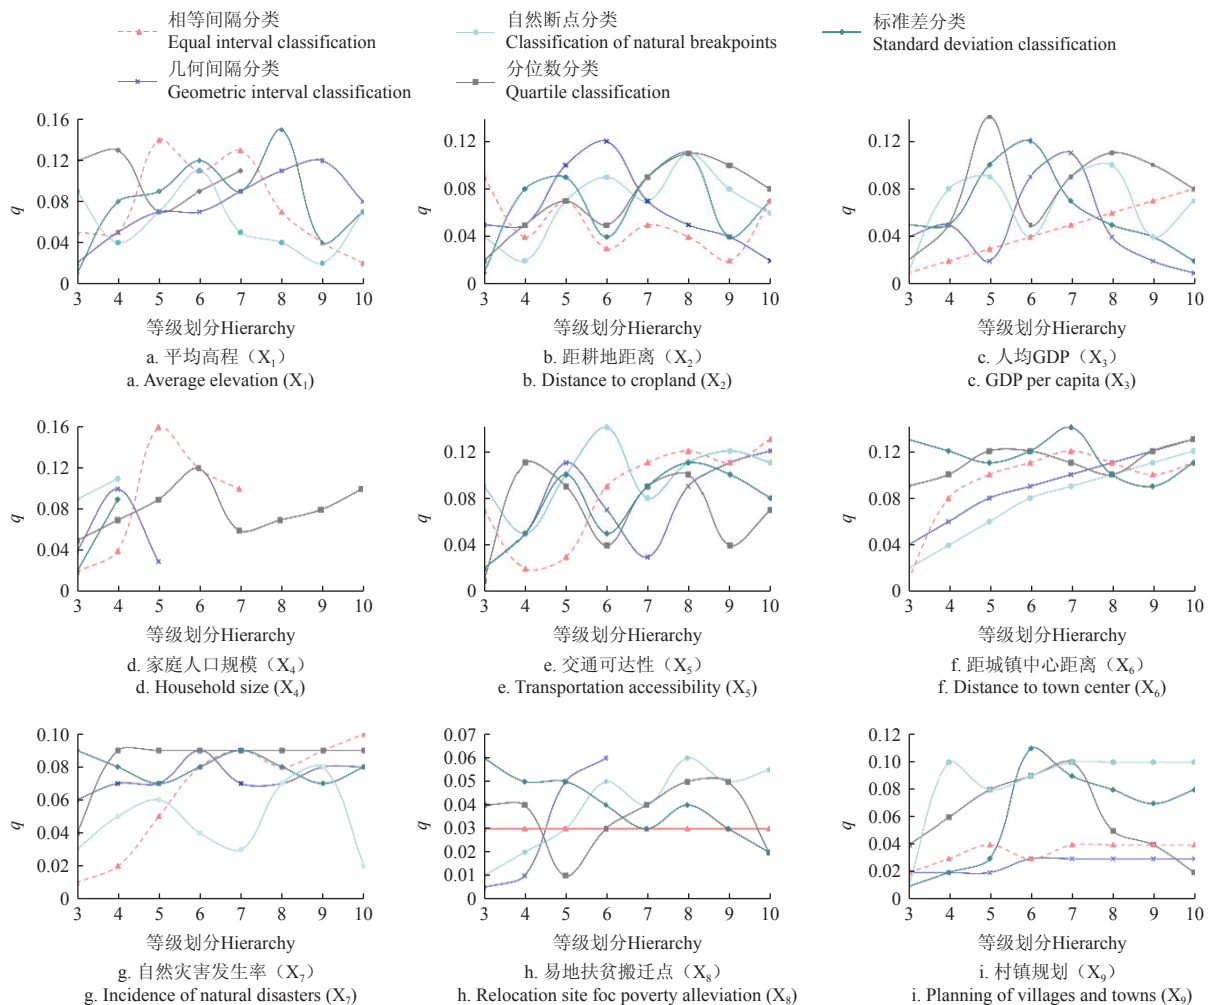 相等间隔分类
Equal interval classification
自然断点分类
Classification of natural breakpoints
标准差分类
Standard deviation classification
几何间隔分类
Geometric interval classification
分位数分类
Quartile classification
0.16
0.12
0.08
0.04
0
q
3 4 5 6 7 8 9 10
等级划分Hierarchy
a. 平均高程（X₁）
a. Average elevation (X₁)
0.12
0.08
0.04
0
q
3 4 5 6 7 8 9 10
等级划分Hierarchy
b. 距耕地距离（X₂）
b. Distance to cropland (X₂)
0.12
0.08
0.04
0
q
3 4 5 6 7 8 9 10
等级划分Hierarchy
c. 人均GDP（X₃）
c. GDP per capita (X₃)
0.16
0.12
0.08
0.04
0
q
3 4 5 6 7 8 9 10
等级划分Hierarchy
d. 家庭人口规模（X₄）
d. Household size (X₄)
0.12
0.08
0.04
0
q
3 4 5 6 7 8 9 10
等级划分Hierarchy
e. 交通可达性（X₅）
e. Transportation accessibility (X₅)
0.12
0.08
0.04
0
q
3 4 5 6 7 8 9 10
等级划分Hierarchy
f. 距城镇中心距离（X₆）
f. Distance to town center (X₆)
0.10
0.08
0.06
0.04
0.02
0
q
3 4 5 6 7 8 9 10
等级划分Hierarchy
g. 自然灾害发生率（X₇）
g. Incidence of natural disasters (X₇)
0.07
0.06
0.05
0.04
0.03
0.02
0.01
0
q
3 4 5 6 7 8 9 10
等级划分Hierarchy
h. 易地扶贫搬迁点（X₈）
h. Relocation site foc poverty alleviation (X₈)
0.12
0.10
0.08
0.06
0.04
0.02
0
q
3 4 5 6 7 8 9 10
等级划分Hierarchy
i. 村镇规划（X₉）
i. Planning of villages and towns (X₉)